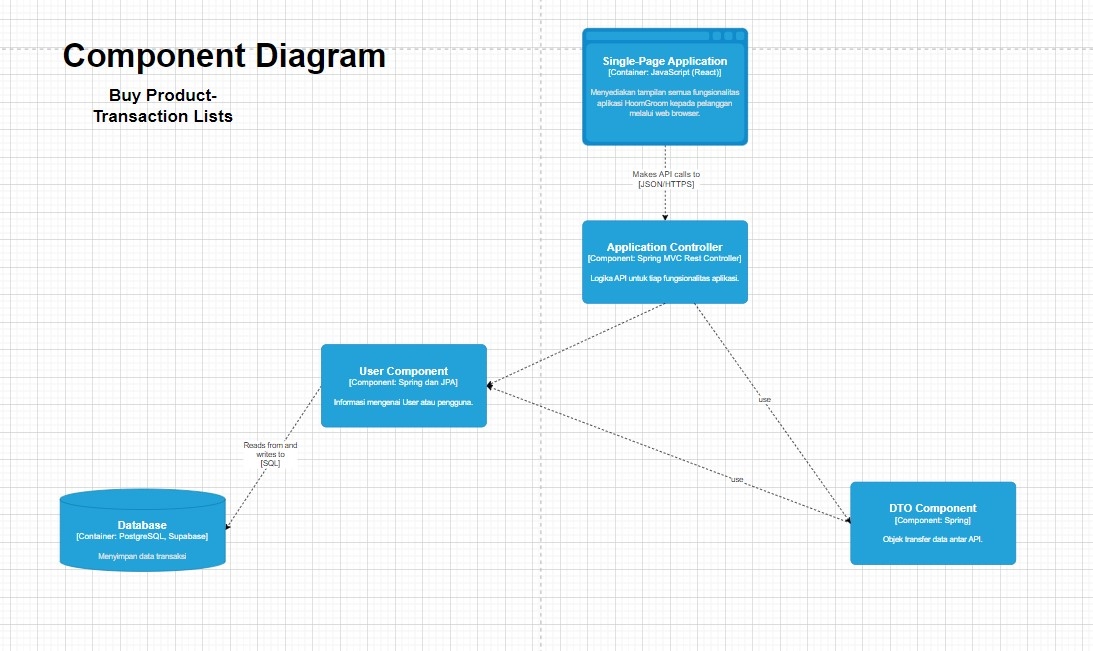 Component Diagram
Buy Product-
Transaction Lists
Single-Page Application
[Container: JavaScript (React)]
Menyediakan tampilan semua fungsionalitas
aplikasi HoomGroom kepada pelanggan
melalui web browser.
Makes API calls to
[JSON/HTTPS]
Application Controller
[Component: Spring MVC Rest Controller]
Logika API untuk tiap fungsionalitas aplikasi.
User Component
[Component: Spring dan JPA]
Informasi mengenai User atau pengguna.
use
Reads from and
writes to
[SQL]
use
DTO Component
[Component: Spring]
Objek transfer data antar API.
Database
[Container: PostgreSQL, Supabase]
Menyimpan data transaksi